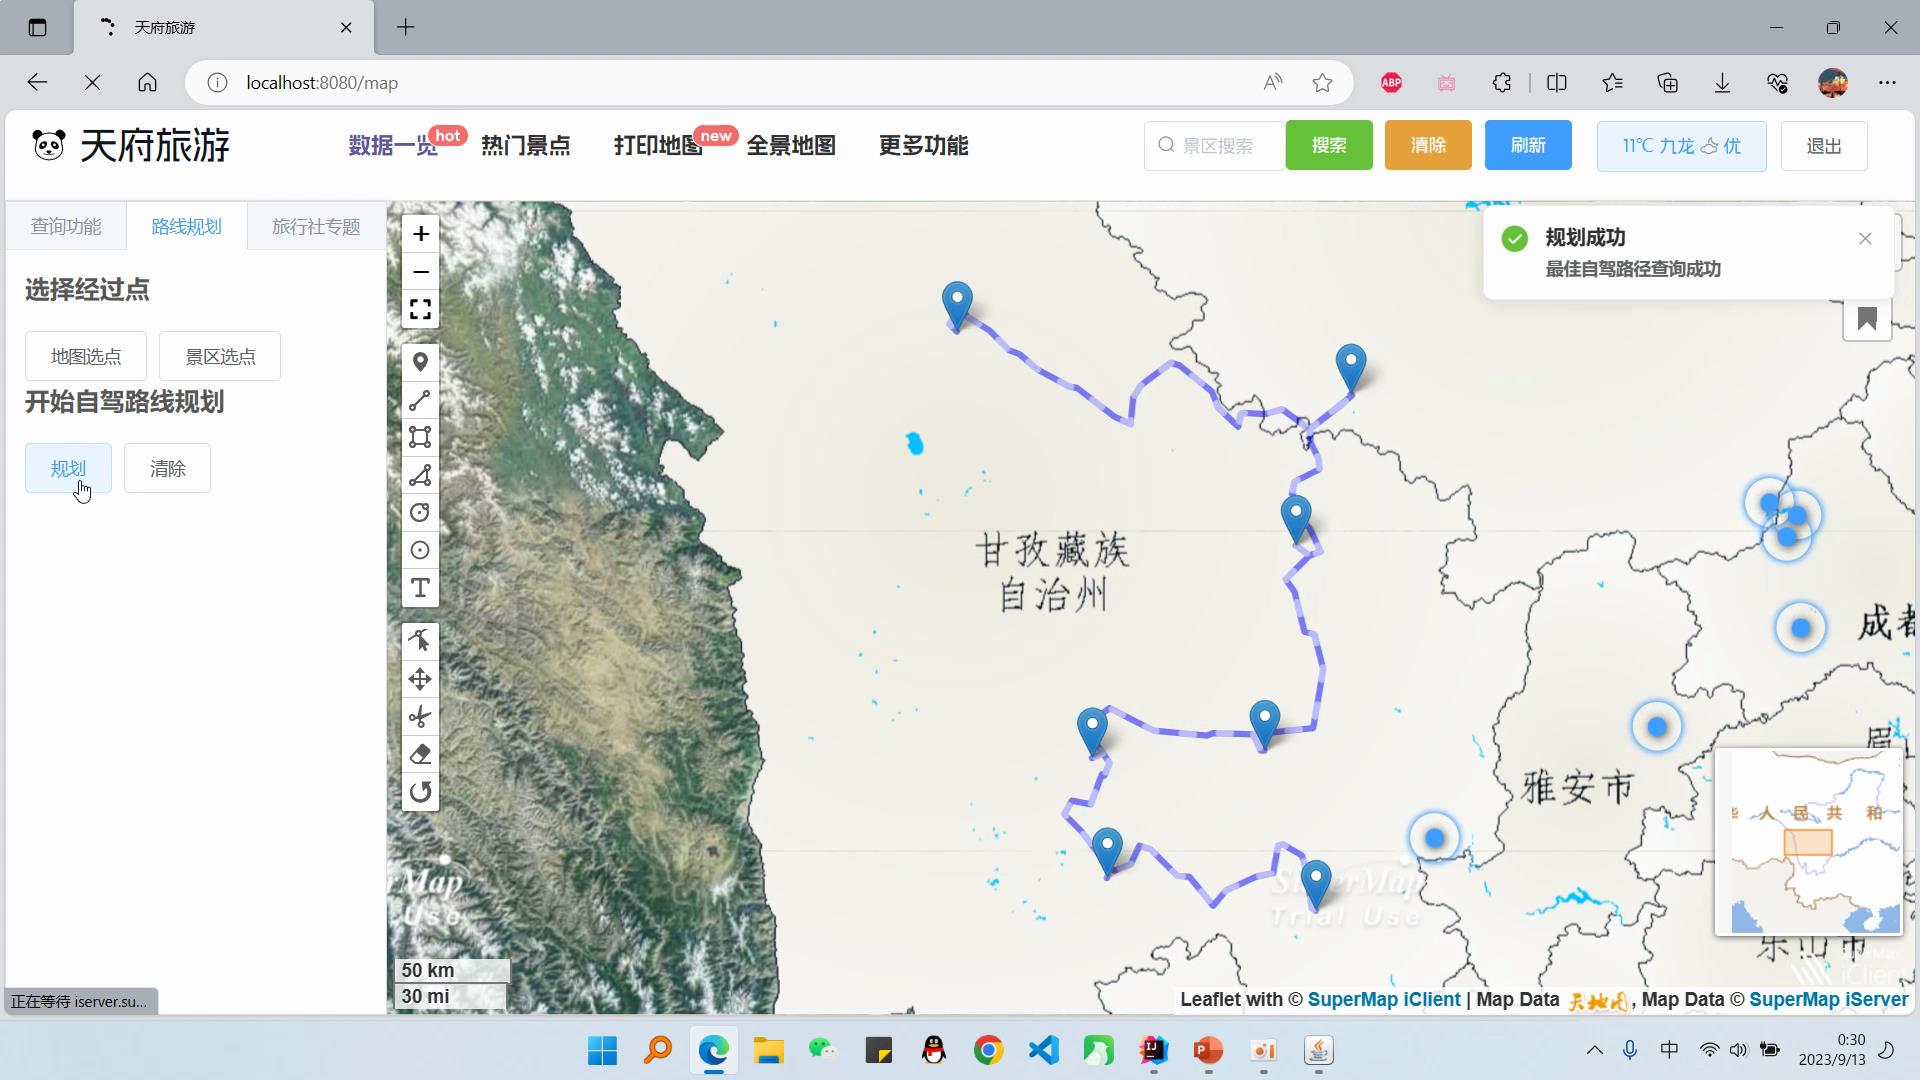 天府旅游
localhost:8080/map
ABP
天府旅游
数据一览
hot
热门景点
打印地图
new
全景地图
更多功能
景区搜索
搜索
清除
刷新
11℃ 九龙 优
退出
查询功能
路线规划
旅行社专题
选择经过点
地图选点
景区选点
开始自驾路线规划
规划
清除
规划成功
最佳自驾路径查询成功
甘孜藏族
自治州
成都
雅安市
眉
乐山市
人民共和
SuperMap
Trial Use
rMap
Use
iClient
50 km
30 mi
Leaflet with © SuperMap iClient | Map Data 天地图, Map Data © SuperMap iServer
正在等待 iserver.su...
中
0:30
2023/9/13